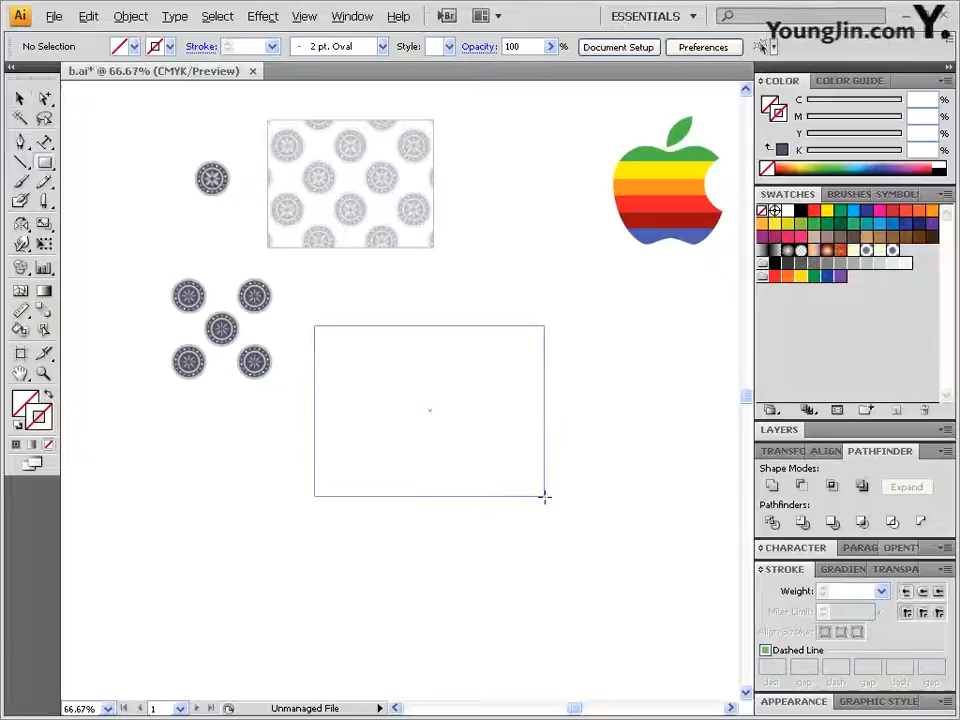 Ai File Edit Object Type Select Effect View Window Help Br ESSENTIALS
YoungJin.com Y.
No Selection Stroke: 2 pt. Oval Style: Opacity: 100 % Document Setup Preferences
b.ai* @ 66.67% (CMYK/Preview) ×
COLOR COLOR GUIDE
C %
M %
Y %
K %
SWATCHES BRUSHES SYMBOL
LAYERS
TRANSFC ALIGN PATHFINDER
Shape Modes:
Expand
Pathfinders:
CHARACTER PARAG OPENT
STROKE GRADIEN TRANSPA
Weight:
Miter Limit:
Align Stroke:
Dashed Line
dash gap dash gap dash gap
APPEARANCE GRAPHIC STYLE
66.67% 1 Unmanaged File